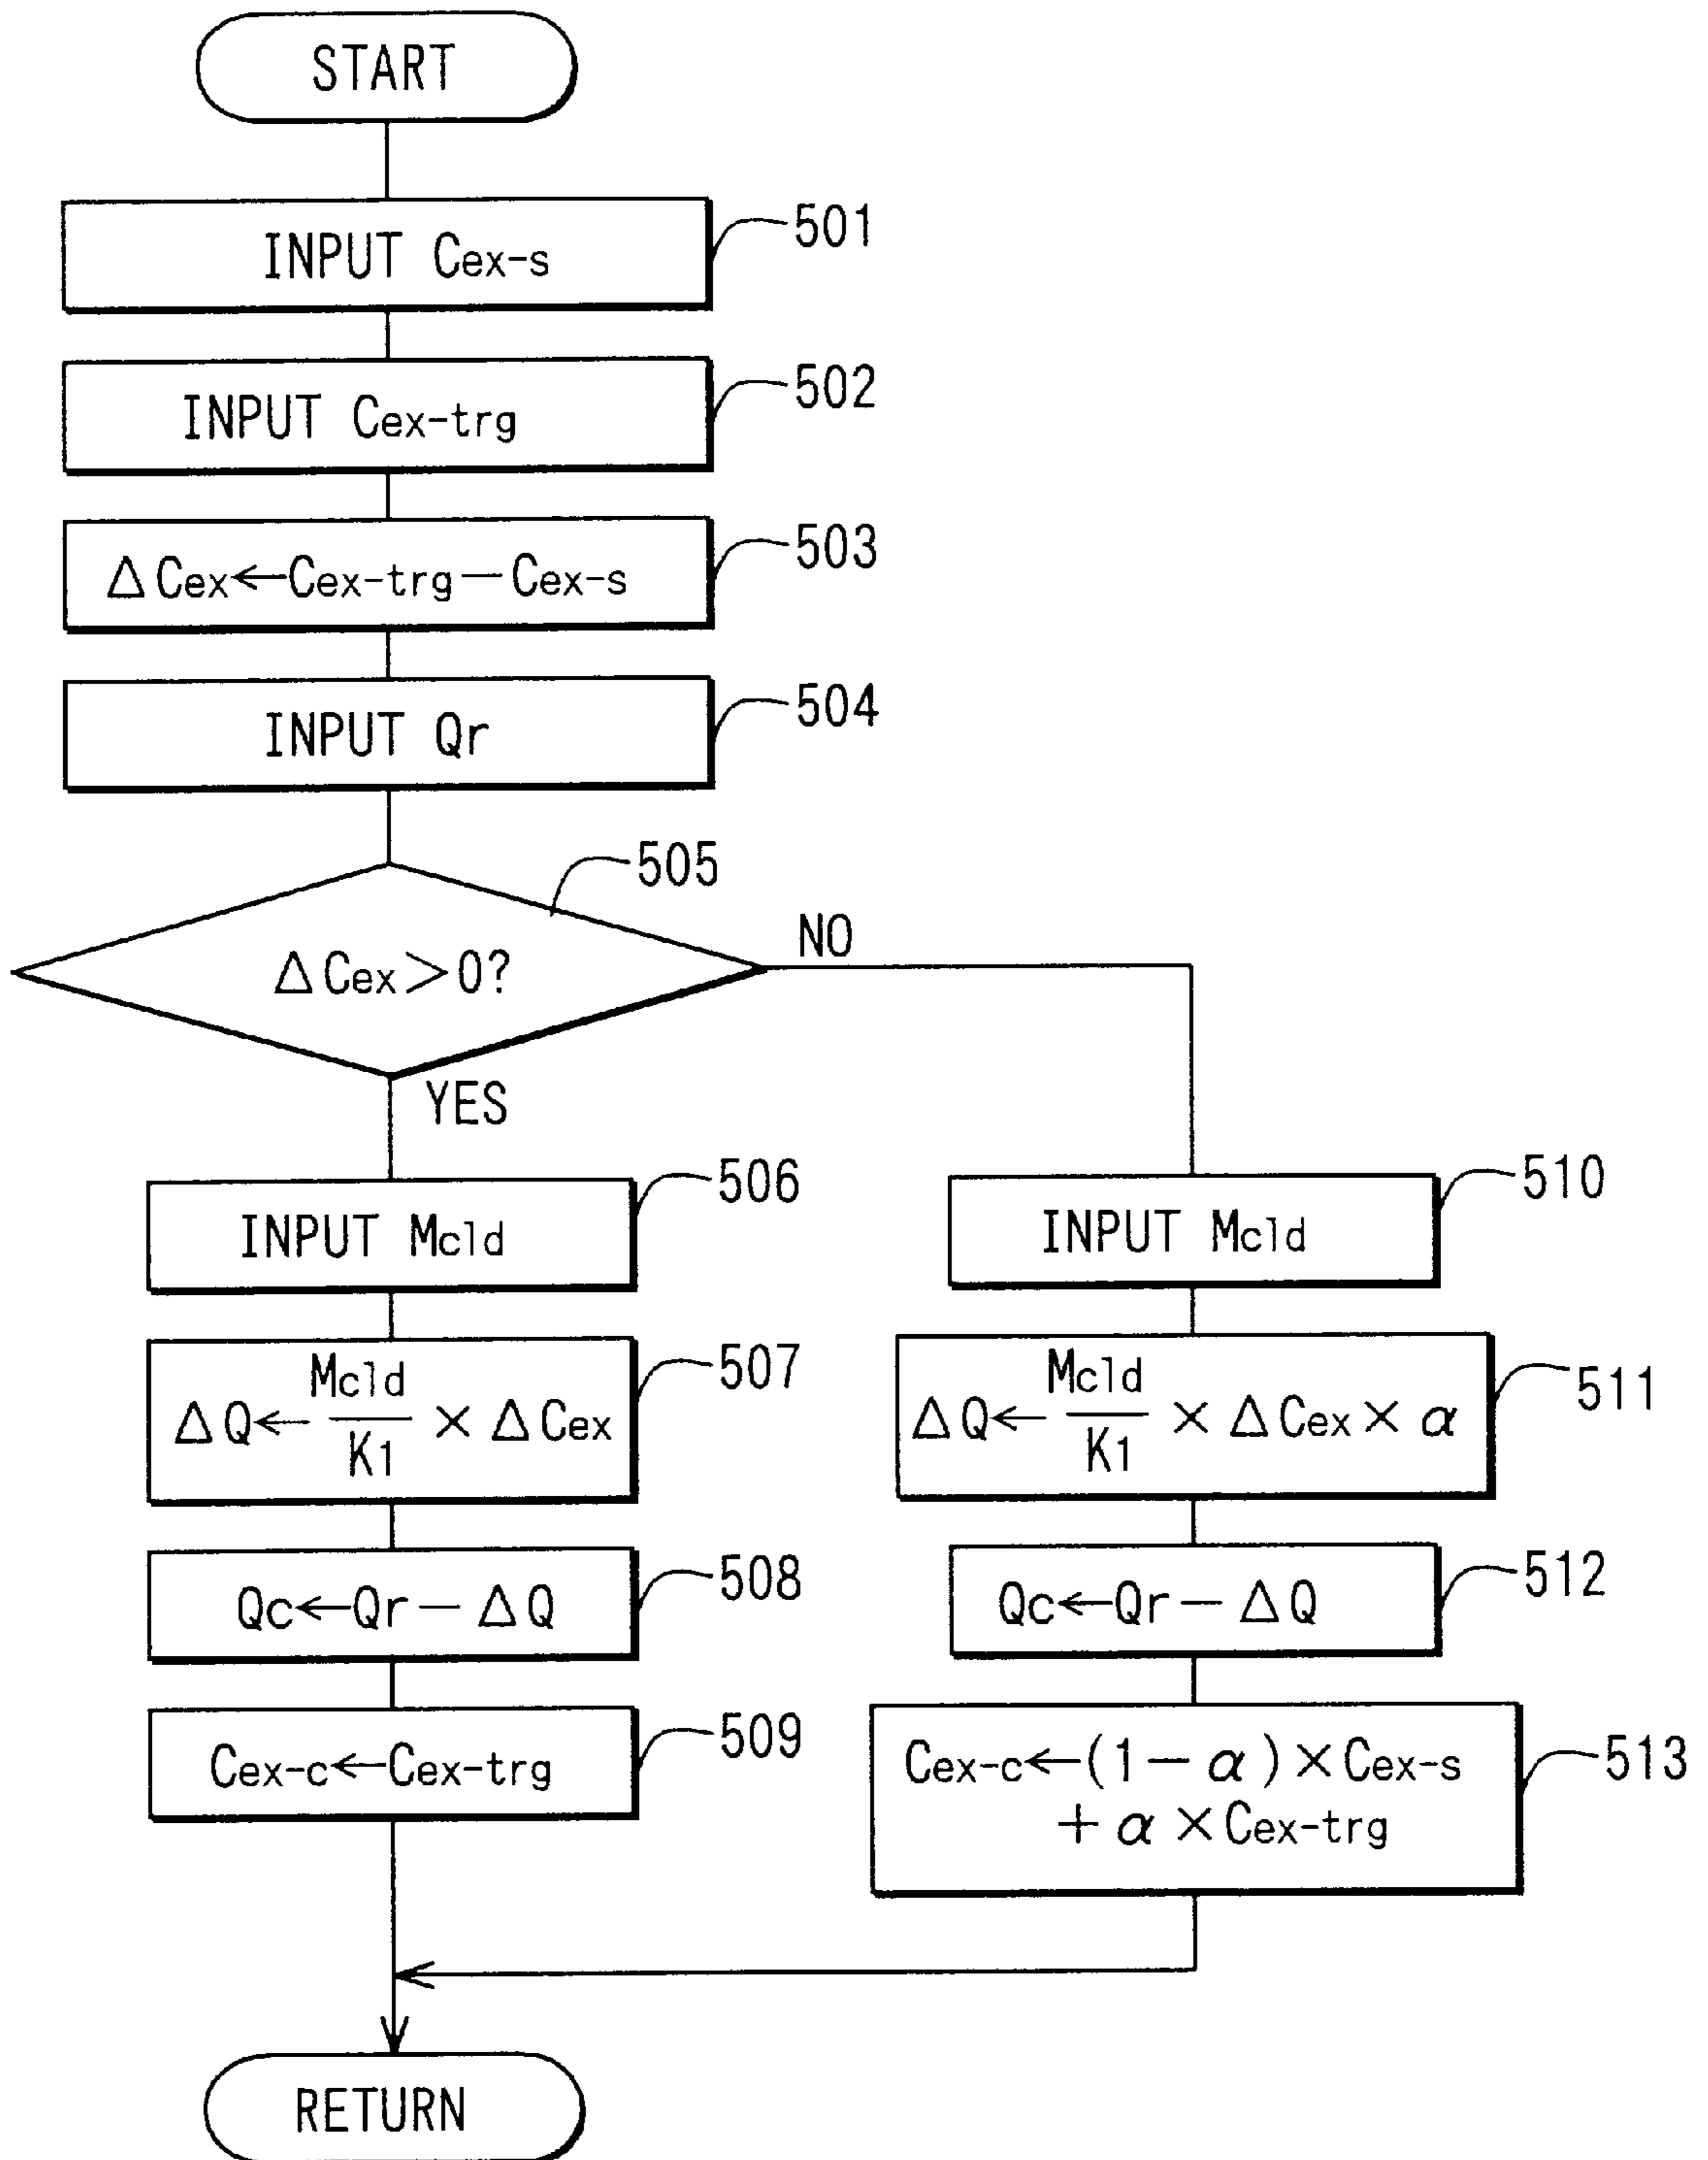 START
INPUT Cex-s
501
INPUT Cex-trg
502
ΔCex←Cex-trg−Cex-s
503
INPUT Qr
504
505
ΔCex>0?
NO
YES
INPUT Mcld
506
ΔQ← Mcld/K1 × ΔCex
507
Qc←Qr−ΔQ
508
Cex-c←Cex-trg
509
INPUT Mcld
510
ΔQ← Mcld/K1 × ΔCex × α
511
Qc←Qr−ΔQ
512
Cex-c←(1−α)×Cex-s
+α×Cex-trg
513
RETURN